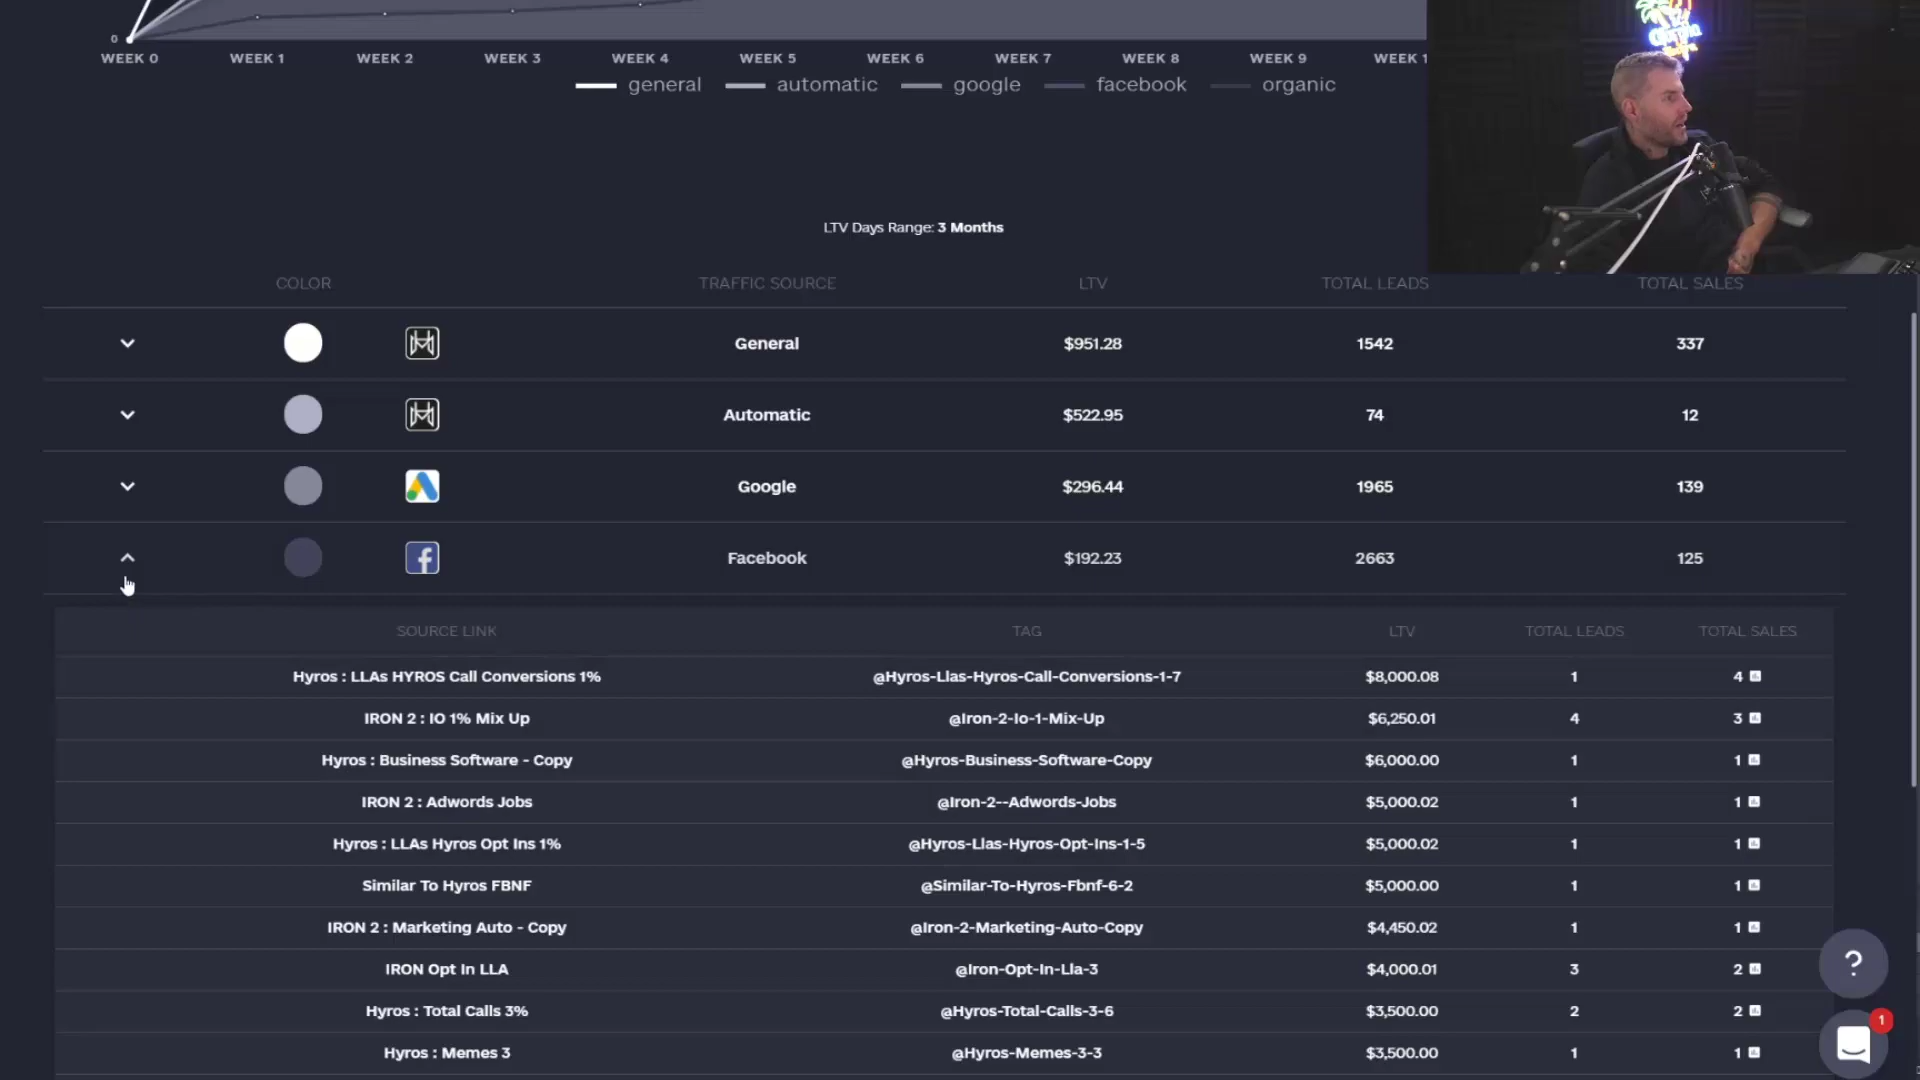 0
WEEK 0 WEEK 1 WEEK 2 WEEK 3 WEEK 4 WEEK 5 WEEK 6 WEEK 7 WEEK 8 WEEK 9 WEEK 1
general automatic google facebook organic
LTV Days Range: 3 Months
COLOR TRAFFIC SOURCE LTV TOTAL LEADS TOTAL SALES
General $951.28 1542 337
Automatic $522.95 74 12
Google $296.44 1965 139
Facebook $192.23 2663 125
SOURCE LINK TAG LTV TOTAL LEADS TOTAL SALES
Hyros : LLAs HYROS Call Conversions 1% @Hyros-Llas-Hyros-Call-Conversions-1-7 $8,000.08 1 4
IRON 2 : IO 1% Mix Up @Iron-2-Io-1-Mix-Up $6,250.01 4 3
Hyros : Business Software - Copy @Hyros-Business-Software-Copy $6,000.00 1 1
IRON 2 : Adwords Jobs @Iron-2--Adwords-Jobs $5,000.02 1 1
Hyros : LLAs Hyros Opt Ins 1% @Hyros-Llas-Hyros-Opt-Ins-1-5 $5,000.02 1 1
Similar To Hyros FBNF @Similar-To-Hyros-Fbnf-6-2 $5,000.00 1 1
IRON 2 : Marketing Auto - Copy @Iron-2-Marketing-Auto-Copy $4,450.02 1 1
IRON Opt In LLA @Iron-Opt-In-Lla-3 $4,000.01 3 2
Hyros : Total Calls 3% @Hyros-Total-Calls-3-6 $3,500.00 2 2
Hyros : Memes 3 @Hyros-Memes-3-3 $3,500.00 1 1
?
1